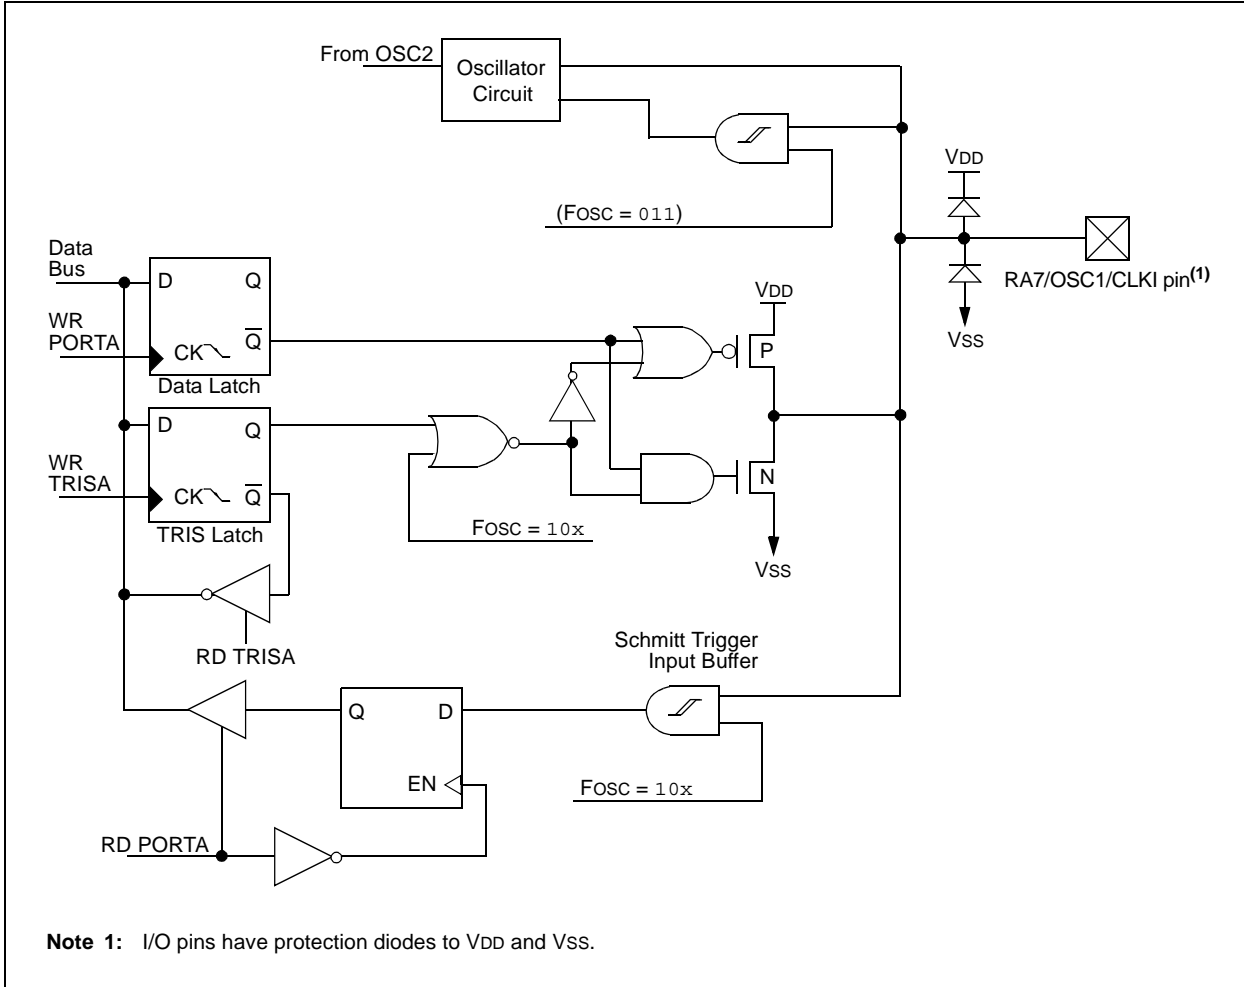 From OSC2
Oscillator
Circuit
(FOSC = 011)
VDD
RA7/OSC1/CLKI pin(1)
VSS
Data
Bus
D
Q
WR
PORTA
CK
Q
Data Latch
VDD
P
D
Q
WR
TRISA
CK
Q
TRIS Latch
FOSC = 10x
N
VSS
RD TRISA
Schmitt Trigger
Input Buffer
Q
D
EN
FOSC = 10x
RD PORTA
Note 1: I/O pins have protection diodes to VDD and VSS.